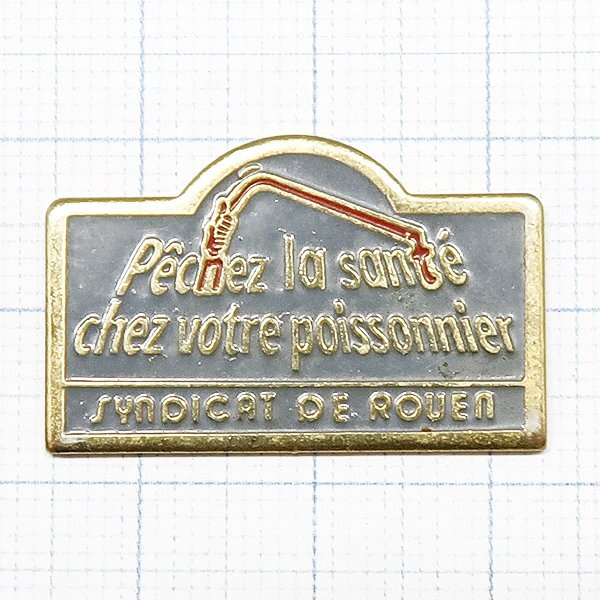 Pêchez la santé
chez votre poissonnier
SYNDICAT DE ROUEN